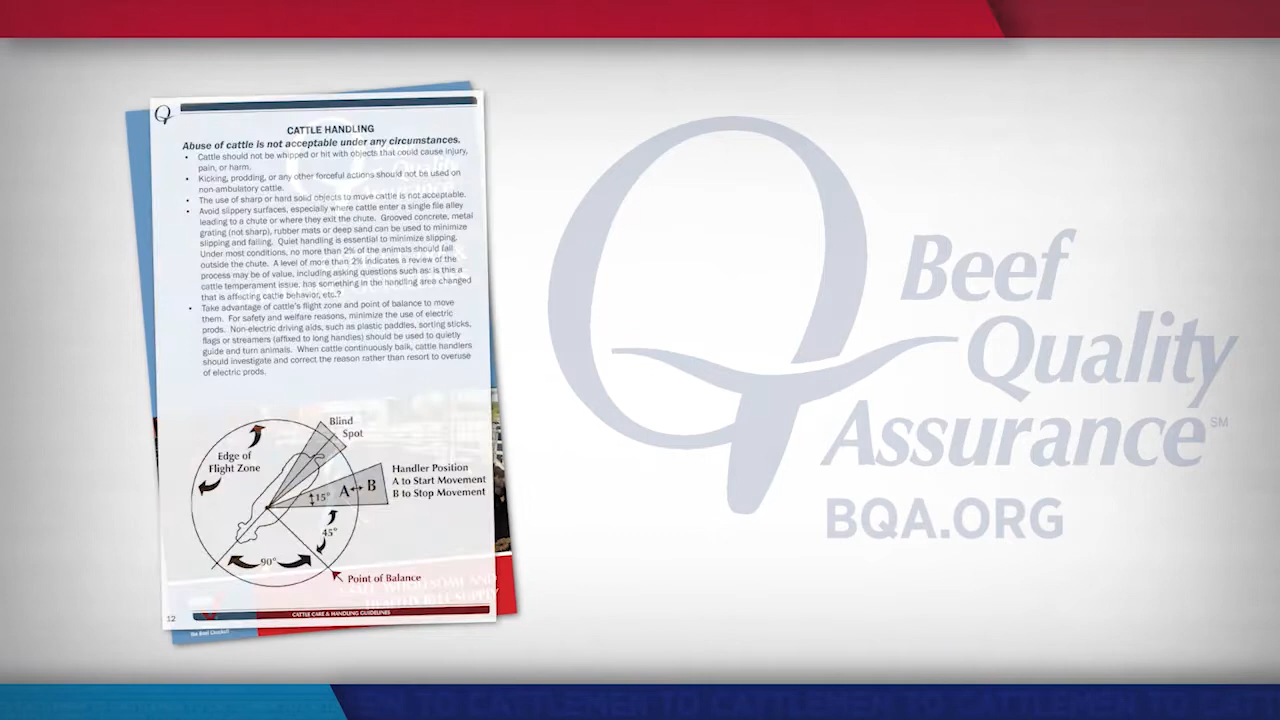 CATTLE HANDLING
Abuse of cattle is not acceptable under any circumstances.
• Cattle should not be whipped or hit with objects that could cause injury,
pain, or harm.
• Kicking, prodding, or any other forceful actions should not be used on
non-ambulatory cattle.
• The use of sharp or hard solid objects to move cattle is not acceptable.
• Avoid slippery surfaces, especially where cattle enter a single file alley
leading to a chute or where they exit the chute. Grooved concrete, metal
grating (not sharp), rubber mats or deep sand can be used to minimize
slipping and falling. Quiet handling is essential to minimize slipping.
Under most conditions, no more than 2% of the animals should fall
outside the chute. A level of more than 2% indicates a review of the
process may be of value, including asking questions such as: is this a
cattle temperament issue, has something in the handling area changed
that is affecting cattle behavior, etc.?
• Take advantage of cattle's flight zone and point of balance to move
them. For safety and welfare reasons, minimize the use of electric
prods. Non-electric driving aids, such as plastic paddles, sorting sticks,
flags or streamers (affixed to long handles) should be used to quietly
guide and turn animals. When cattle continuously balk, cattle handlers
should investigate and correct the reason rather than resort to overuse
of electric prods.
Blind
Spot
Edge of
Flight Zone
Handler Position
A to Start Movement
B to Stop Movement
15° A B
45°
90°
Point of Balance
12
CATTLE CARE & HANDLING GUIDELINES
Beef
Quality
Assurance SM
BQA.ORG
TO CATTLEMEN TO CATTLEMEN TO CATTLEMEN TO